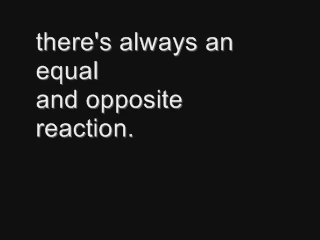 there's always an
equal
and opposite
reaction.